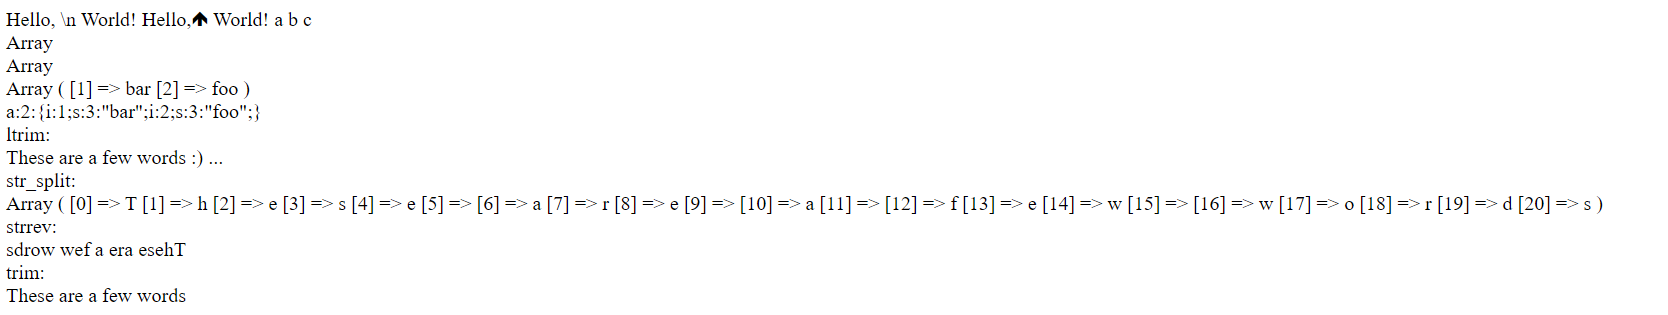 Hello, \n World! Hello,🡹 World! a b c
Array
Array
Array ( [1] => bar [2] => foo )
a:2:{i:1;s:3:"bar";i:2;s:3:"foo";}
ltrim:
These are a few words :) ...
str_split:
Array ( [0] => T [1] => h [2] => e [3] => s [4] => e [5] => [6] => a [7] => r [8] => e [9] => [10] => a [11] => [12] => f [13] => e [14] => w [15] => [16] => w [17] => o [18] => r [19] => d [20] => s )
strrev:
sdrow wef a era esehT
trim:
These are a few words